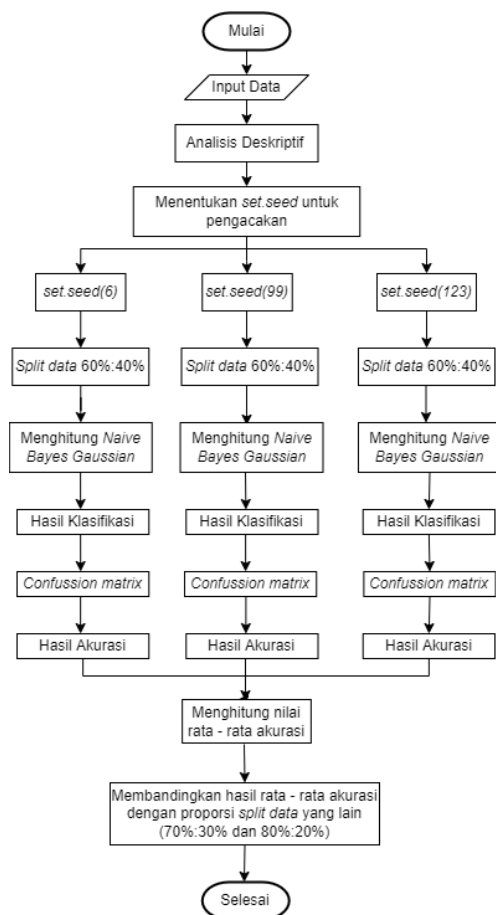 Mulai
Input Data
Analisis Deskriptif
Menentukan set.seed untuk
pengacakan
set.seed(6)
set.seed(99)
set.seed(123)
Split data 60%:40%
Split data 60%:40%
Split data 60%:40%
Menghitung Naive
Bayes Gaussian
Menghitung Naive
Bayes Gaussian
Menghitung Naive
Bayes Gaussian
Hasil Klasifikasi
Hasil Klasifikasi
Hasil Klasifikasi
Confussion matrix
Confussion matrix
Confussion matrix
Hasil Akurasi
Hasil Akurasi
Hasil Akurasi
Menghitung nilai
rata - rata akurasi
Membandingkan hasil rata - rata akurasi
dengan proporsi split data yang lain
(70%:30% dan 80%:20%)
Selesai